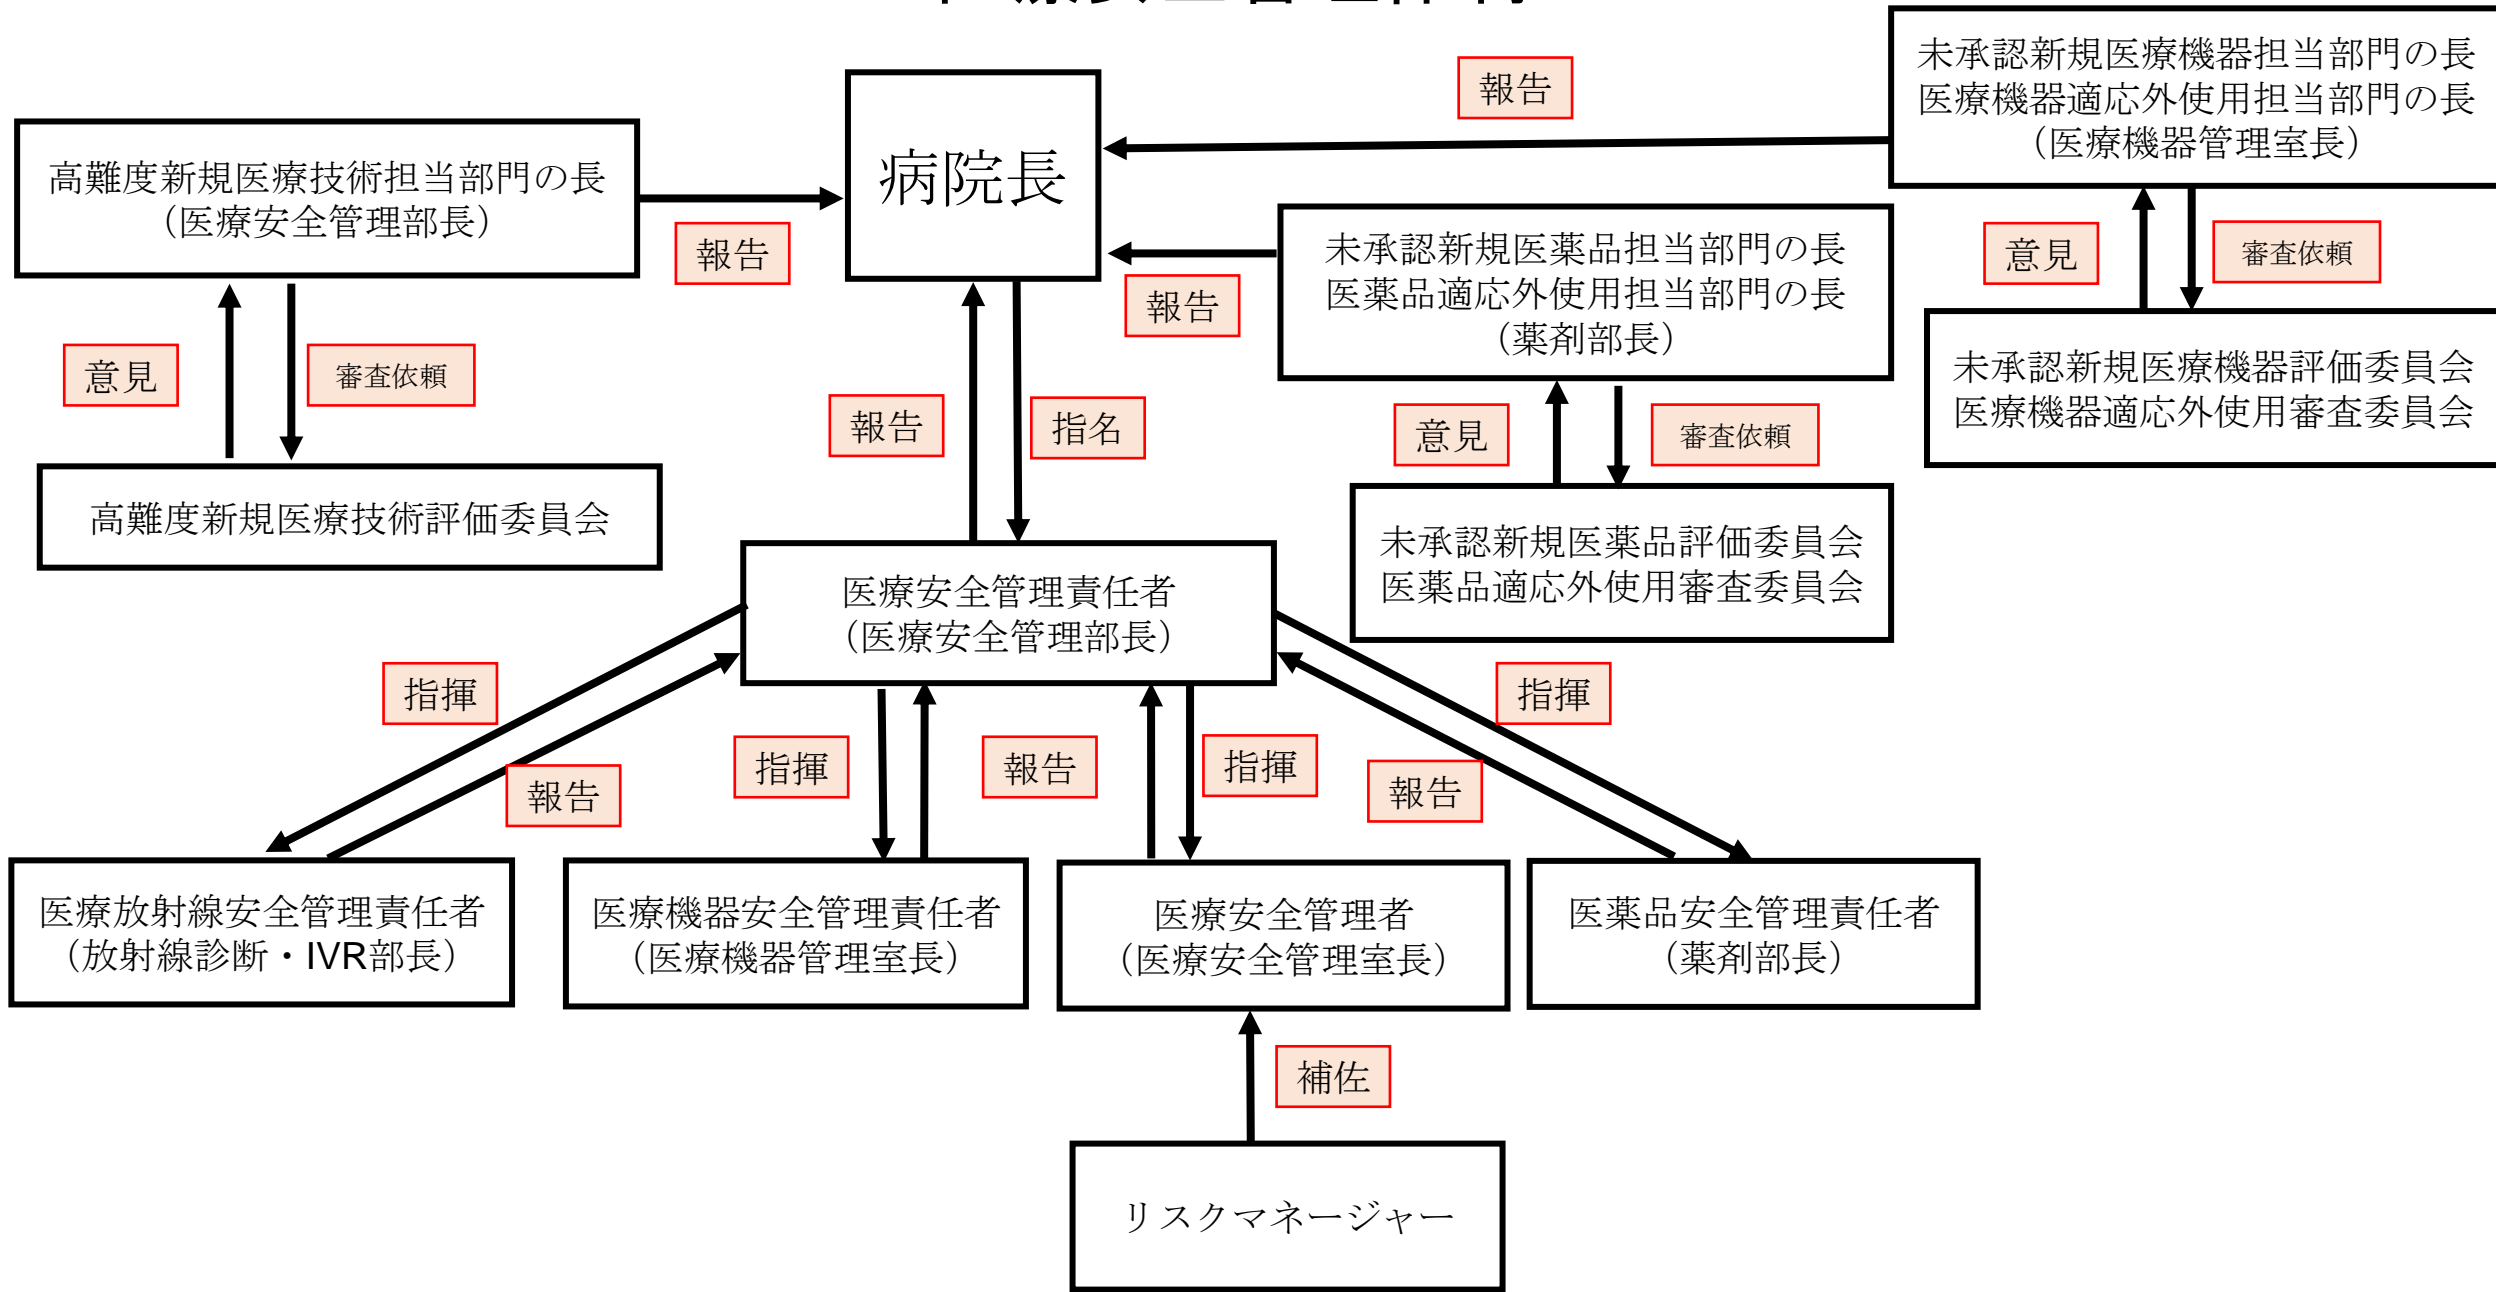 未承認新規医療機器担当部門の長
医療機器適応外使用担当部門の長
（医療機器管理室長）
報告
病院長
高難度新規医療技術担当部門の長
（医療安全管理部長）
報告
未承認新規医薬品担当部門の長
医薬品適応外使用担当部門の長
（薬剤部長）
報告
意見
審査依頼
意見
審査依頼
未承認新規医療機器評価委員会
医療機器適応外使用審査委員会
報告
指名
意見
審査依頼
高難度新規医療技術評価委員会
未承認新規医薬品評価委員会
医薬品適応外使用審査委員会
医療安全管理責任者
（医療安全管理部長）
指揮
報告
指揮
報告
指揮
報告
指揮
医療放射線安全管理責任者
（放射線診断・IVR部長）
医療機器安全管理責任者
（医療機器管理室長）
医療安全管理者
（医療安全管理室長）
医薬品安全管理責任者
（薬剤部長）
補佐
リスクマネージャー